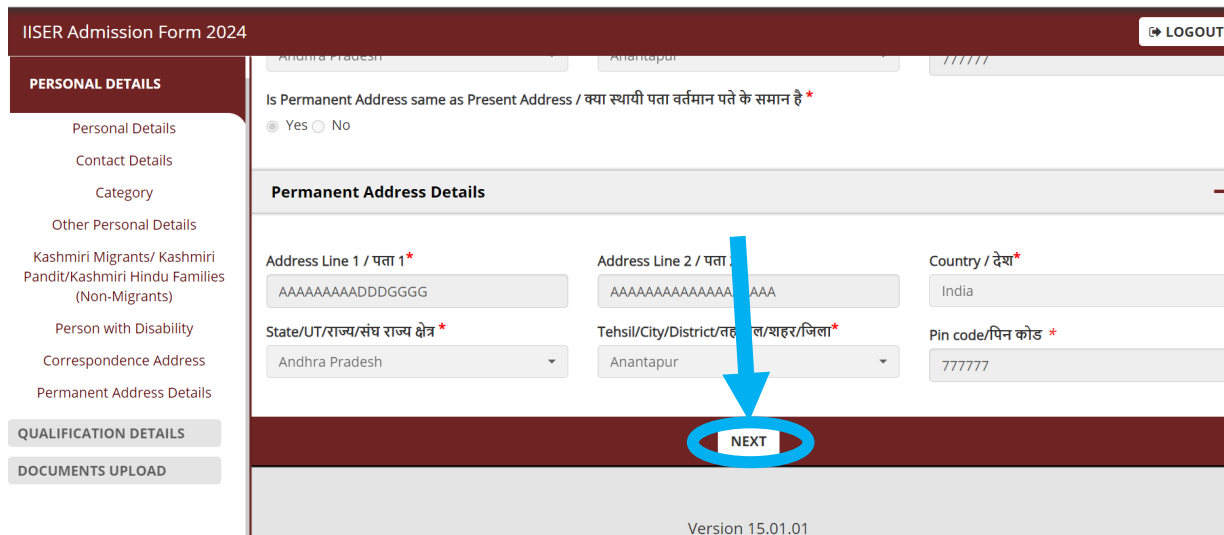 IISER Admission Form 2024
LOGOUT
PERSONAL DETAILS
Personal Details
Contact Details
Category
Other Personal Details
Kashmiri Migrants/ Kashmiri
Pandit/Kashmiri Hindu Families
(Non-Migrants)
Person with Disability
Correspondence Address
Permanent Address Details
QUALIFICATION DETAILS
DOCUMENTS UPLOAD
Andhra Pradesh Anantapur 777777
Is Permanent Address same as Present Address / क्या स्थायी पता वर्तमान पते के समान है *
Yes No
Permanent Address Details
Address Line 1 / पता 1* Address Line 2 / पता Country / देश*
AAAAAAAAADDDGGGG India
State/UT/राज्य/संघ राज्य क्षेत्र * Tehsil/City/District/ /शहर/जिला* Pin code/पिन कोड *
Andhra Pradesh Anantapur 777777
NEXT
Version 15.01.01